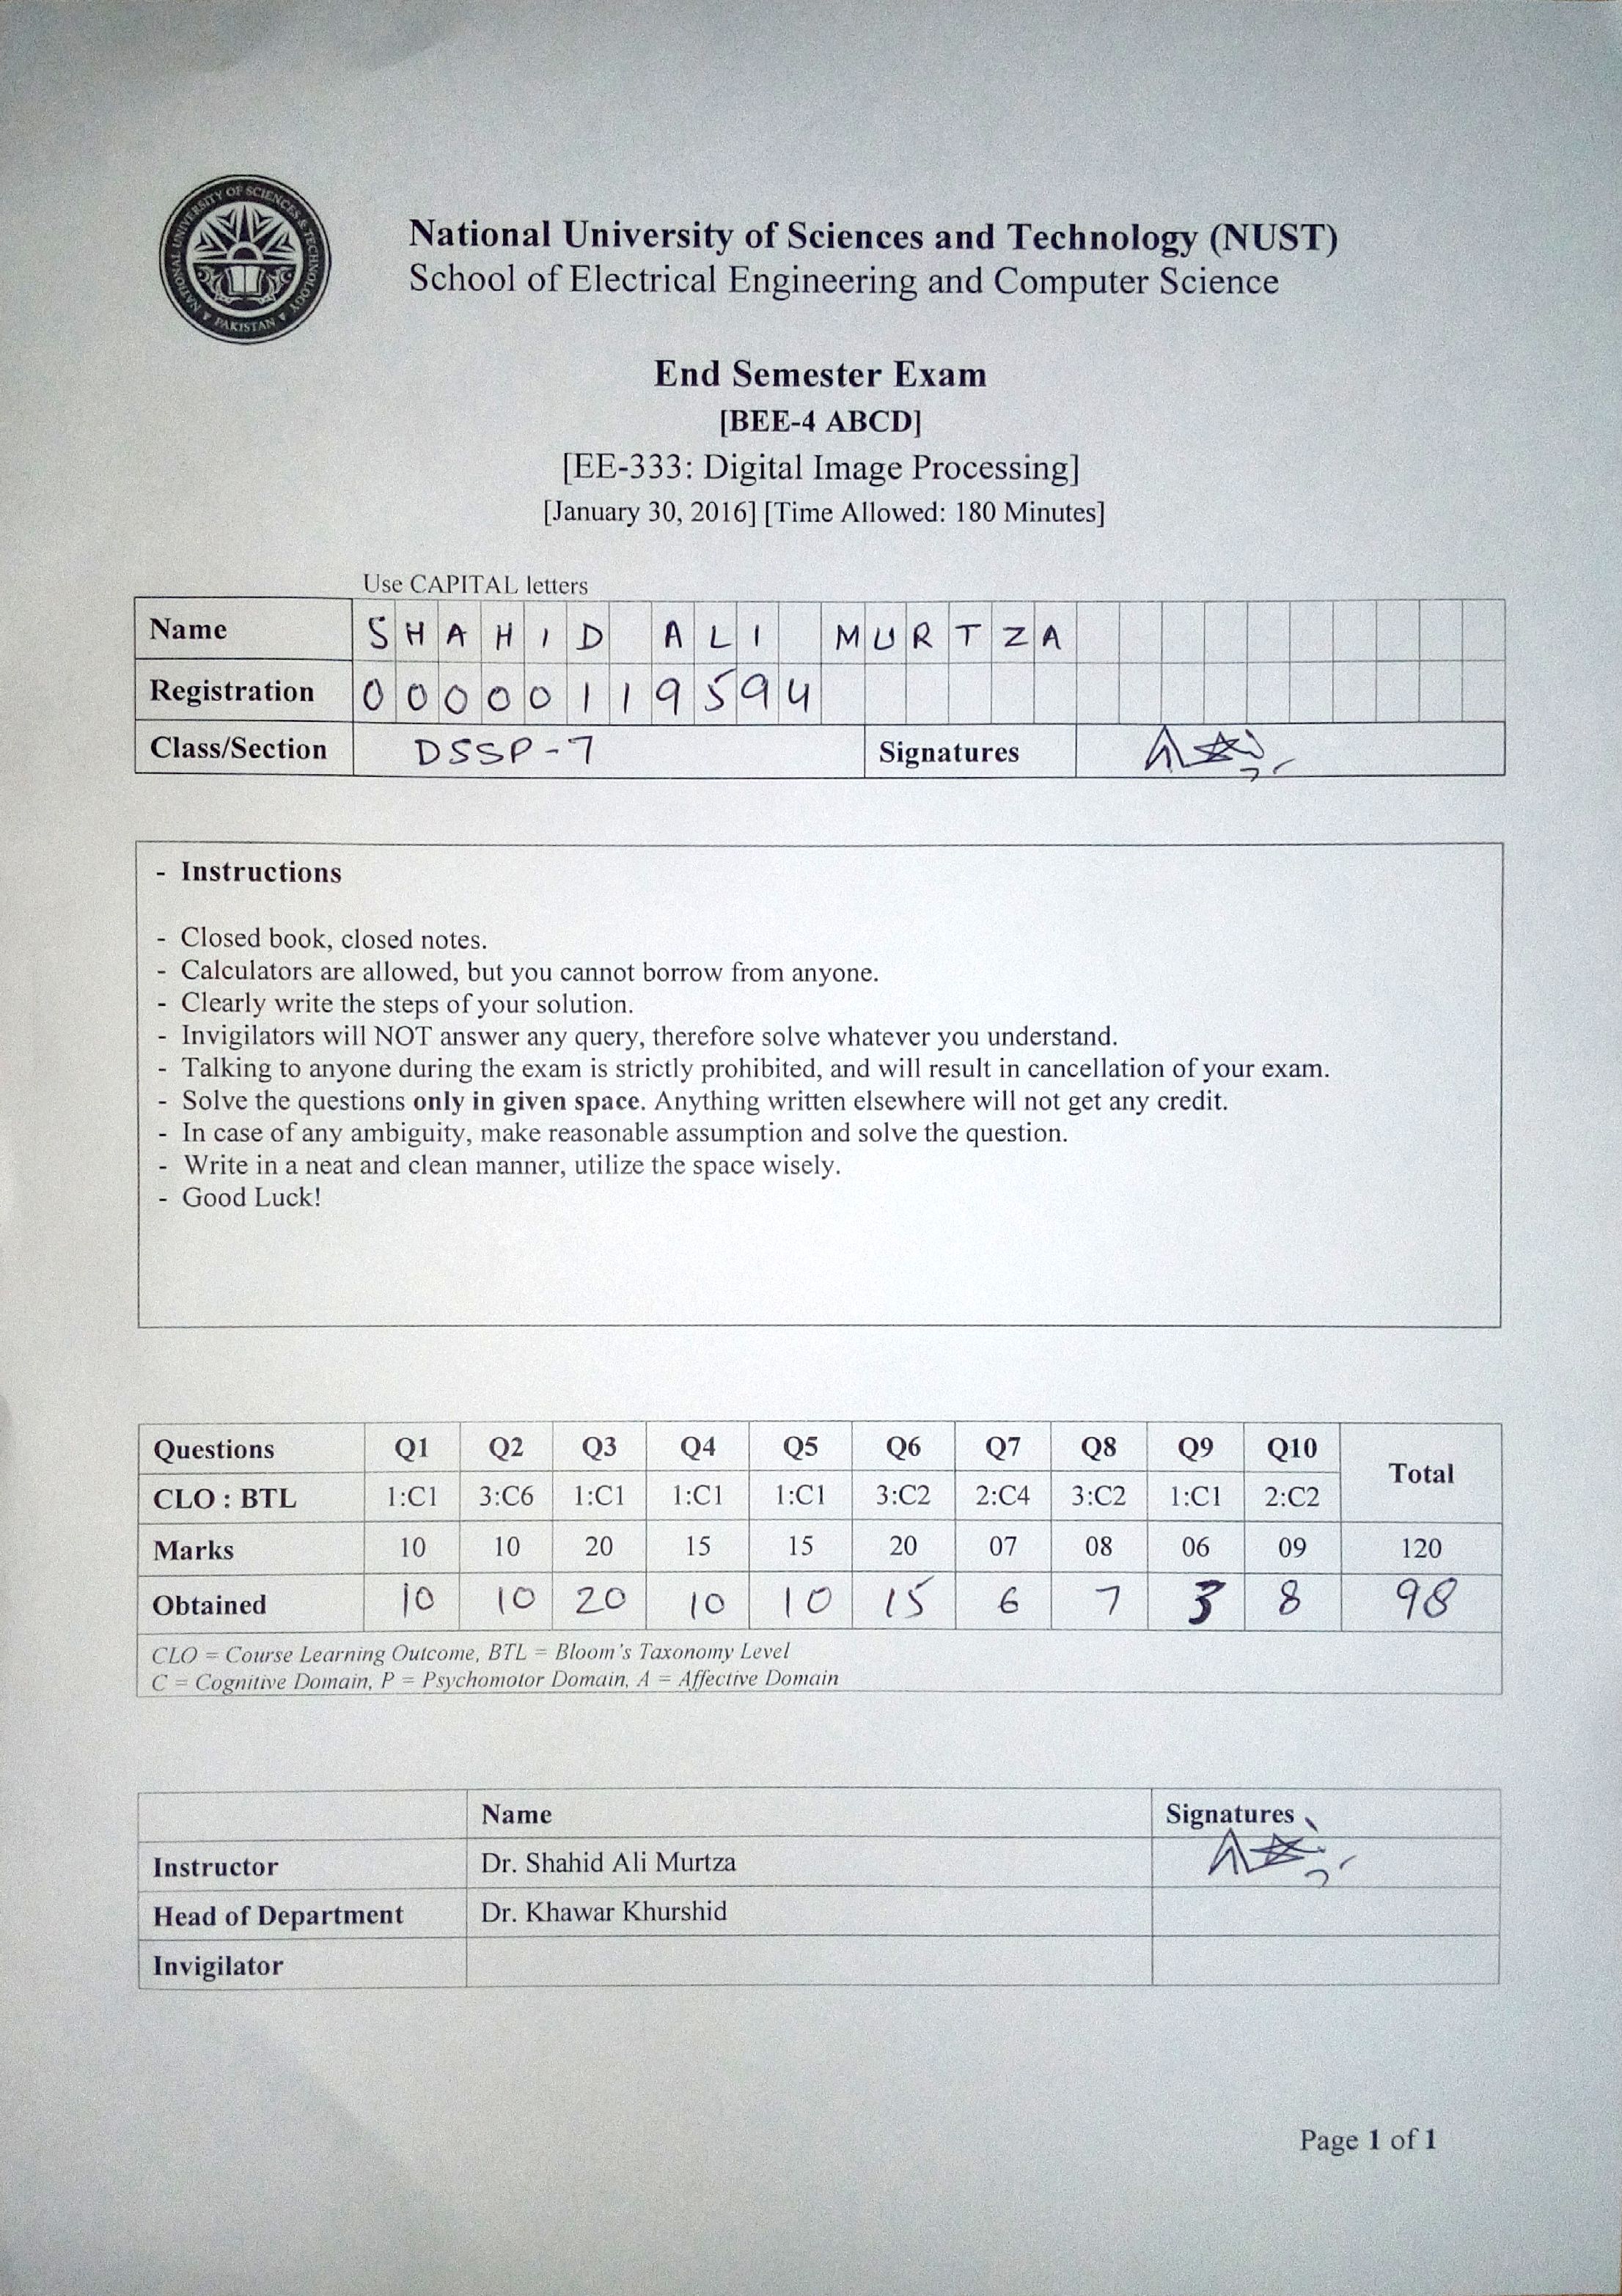 NATIONAL UNIVERSITY OF SCIENCES & TECHNOLOGY
PAKISTAN
National University of Sciences and Technology (NUST)
School of Electrical Engineering and Computer Science
End Semester Exam
[BEE-4 ABCD]
[EE-333: Digital Image Processing]
[January 30, 2016] [Time Allowed: 180 Minutes]
Use CAPITAL letters
Name SHAHID ALI MURTZA
Registration 00000119594
Class/Section DSSP-7 Signatures
- Instructions
- Closed book, closed notes.
- Calculators are allowed, but you cannot borrow from anyone.
- Clearly write the steps of your solution.
- Invigilators will NOT answer any query, therefore solve whatever you understand.
- Talking to anyone during the exam is strictly prohibited, and will result in cancellation of your exam.
- Solve the questions only in given space. Anything written elsewhere will not get any credit.
- In case of any ambiguity, make reasonable assumption and solve the question.
- Write in a neat and clean manner, utilize the space wisely.
- Good Luck!
Questions Q1 Q2 Q3 Q4 Q5 Q6 Q7 Q8 Q9 Q10 Total
CLO : BTL 1:C1 3:C6 1:C1 1:C1 1:C1 3:C2 2:C4 3:C2 1:C1 2:C2
Marks 10 10 20 15 15 20 07 08 06 09 120
Obtained 10 10 20 10 10 15 6 7 3 8 98
CLO = Course Learning Outcome, BTL = Bloom's Taxonomy Level
C = Cognitive Domain, P = Psychomotor Domain, A = Affective Domain
Name Signatures
Instructor Dr. Shahid Ali Murtza
Head of Department Dr. Khawar Khurshid
Invigilator
Page 1 of 1